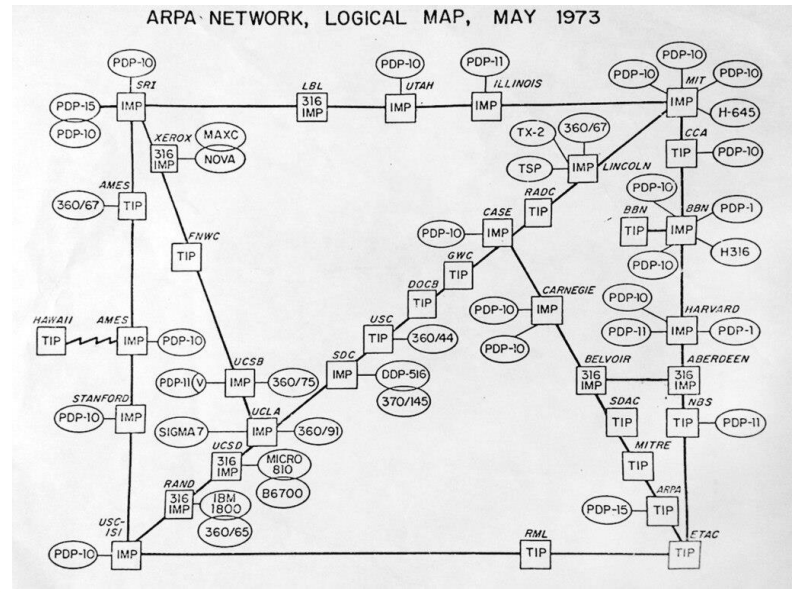 ARPA NETWORK, LOGICAL MAP, MAY 1973
PDP-10
SRI
IMP
PDP-15
PDP-10
LBL
316
IMP
PDP-10
UTAH
IMP
PDP-11
ILLINOIS
IMP
PDP-10
PDP-10
PDP-10
MIT
IMP
H-645
XEROX
316
IMP
MAXC
NOVA
TX-2
360/67
TSP
IMP
LINCOLN
CCA
TIP
PDP-10
AMES
360/67
TIP
RADC
TIP
PDP-10
BBN
TIP
BBN
IMP
PDP-1
H316
PDP-10
FNWC
TIP
CASE
PDP-10
IMP
GWC
TIP
DOCB
TIP
CARNEGIE
PDP-10
IMP
PDP-10
HAWAII
TIP
AMES
IMP
PDP-10
USC
TIP
360/44
PDP-10
HARVARD
PDP-11
IMP
PDP-1
UCSB
PDP-11
V
IMP
360/75
SDC
IMP
DDP-516
370/145
BELVOIR
316
IMP
ABERDEEN
316
IMP
STANFORD
PDP-10
IMP
UCLA
SIGMA 7
IMP
360/91
SDAC
TIP
NBS
TIP
PDP-11
UCSD
316
IMP
MICRO
810
B6700
MITRE
TIP
RAND
316
IMP
IBM
1800
360/65
ARPA
PDP-15
TIP
USC-
ISI
PDP-10
IMP
RML
TIP
ETAC
TIP